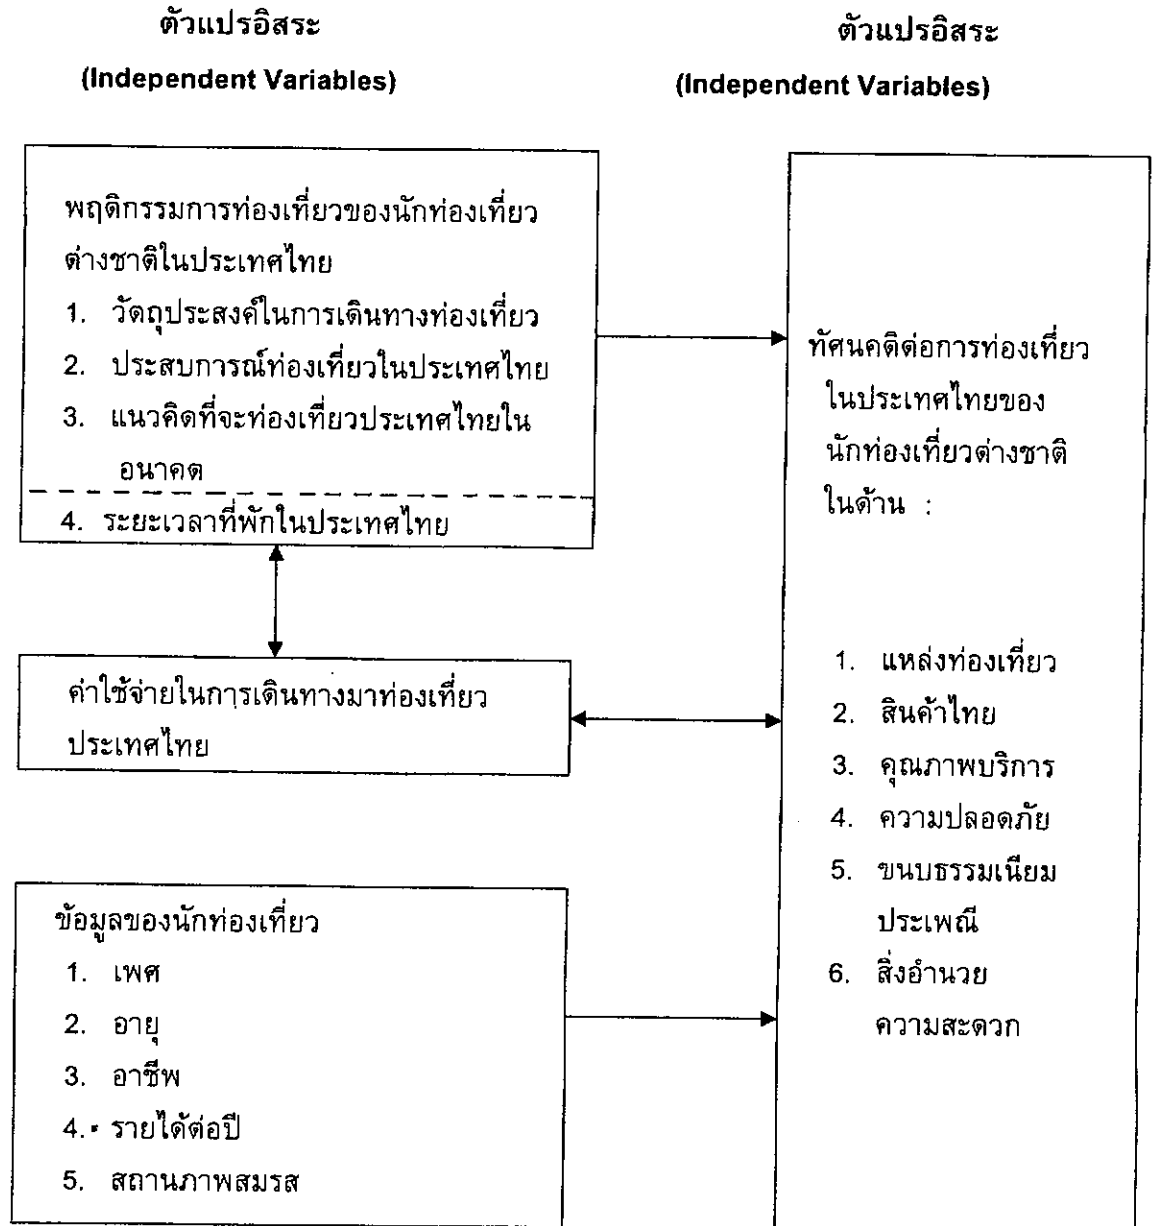 ตัวแปรอิสระ
(Independent Variables)
ตัวแปรอิสระ
(Independent Variables)
พฤติกรรมการท่องเที่ยวของนักท่องเที่ยว
ต่างชาติในประเทศไทย
1. วัตถุประสงค์ในการเดินทางท่องเที่ยว
2. ประสบการณ์ท่องเที่ยวในประเทศไทย
3. แนวคิดที่จะท่องเที่ยวประเทศไทยใน
อนาคต
4. ระยะเวลาที่พักในประเทศไทย
ค่าใช้จ่ายในการเดินทางมาท่องเที่ยว
ประเทศไทย
ข้อมูลของนักท่องเที่ยว
1. เพศ
2. อายุ
3. อาชีพ
4. รายได้ต่อปี
5. สถานภาพสมรส
ทัศนคติต่อการท่องเที่ยว
ในประเทศไทยของ
นักท่องเที่ยวต่างชาติ
ในด้าน :
1. แหล่งท่องเที่ยว
2. สินค้าไทย
3. คุณภาพบริการ
4. ความปลอดภัย
5. ขนบธรรมเนียม
ประเพณี
6. สิ่งอำนวย
ความสะดวก